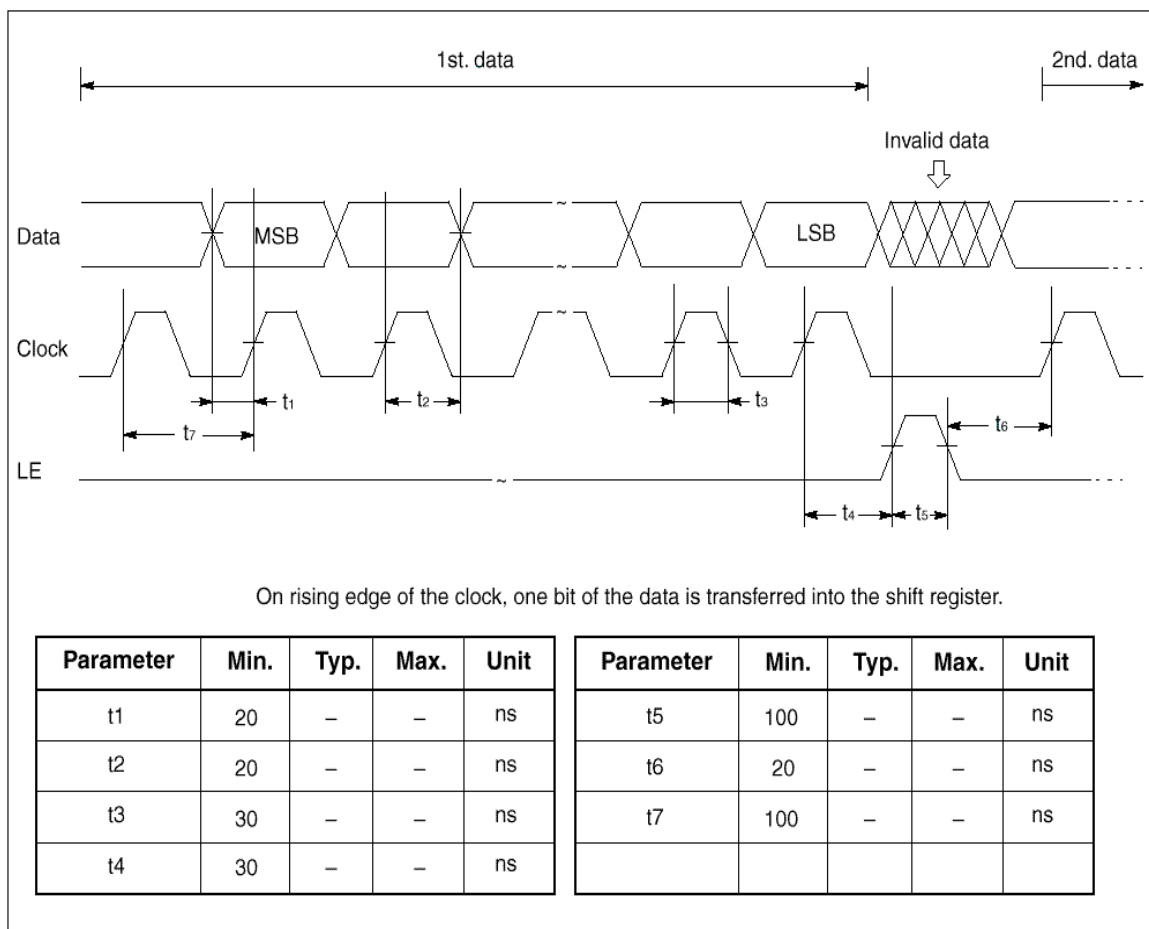 1st. data
2nd. data
Invalid data
Data
MSB
~
~
LSB
Clock
~
t1
t2
t3
t7
t6
LE
~
t4
t5
On rising edge of the clock, one bit of the data is transferred into the shift register.
Parameter Min. Typ. Max. Unit
t1 20 – – ns
t2 20 – – ns
t3 30 – – ns
t4 30 – – ns
Parameter Min. Typ. Max. Unit
t5 100 – – ns
t6 20 – – ns
t7 100 – – ns